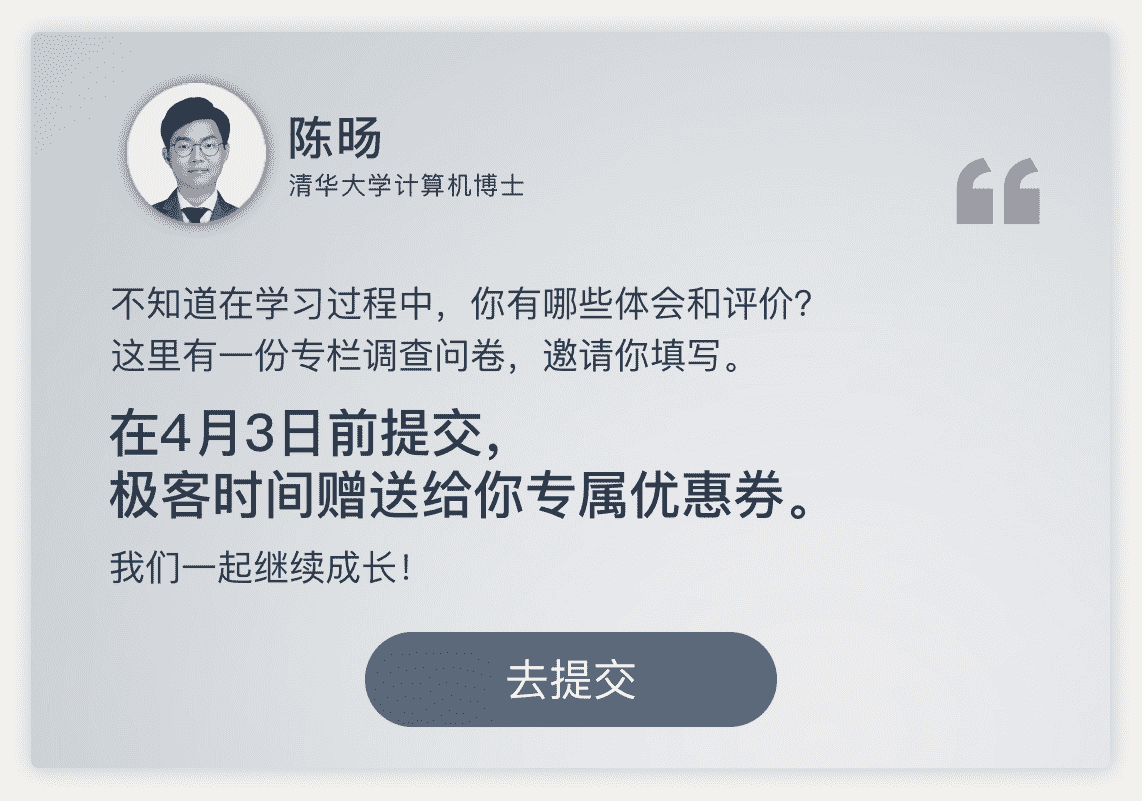 陈旸
清华大学计算机博士
不知道在学习过程中，你有哪些体会和评价？
这里有一份专栏调查问卷，邀请你填写。
在4月3日前提交，
极客时间赠送给你专属优惠券。
我们一起继续成长！
去提交